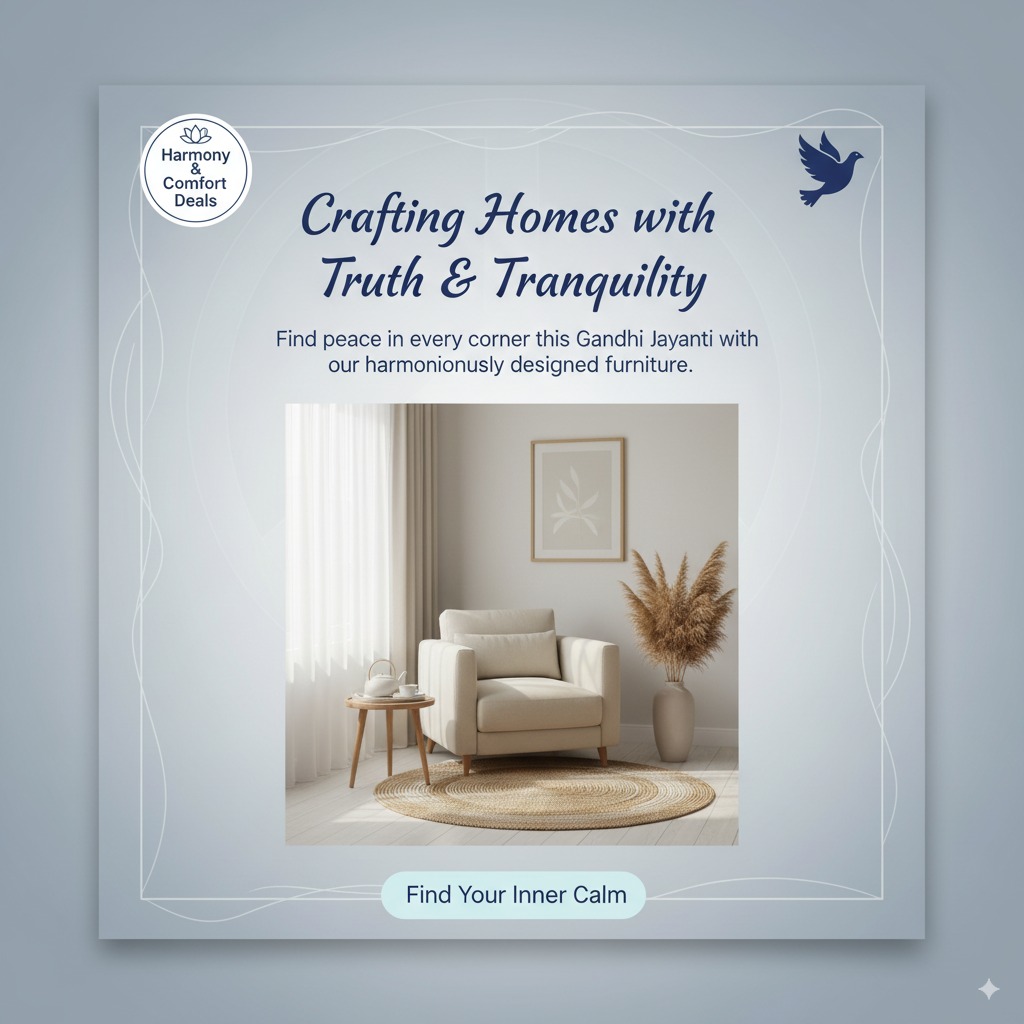 Harmony
&
Comfort
Deals
Crafting Homes with
Truth & Tranquility
Find peace in every corner this Gandhi Jayanti with
our harmonionusly designed furniture.
Find Your Inner Calm